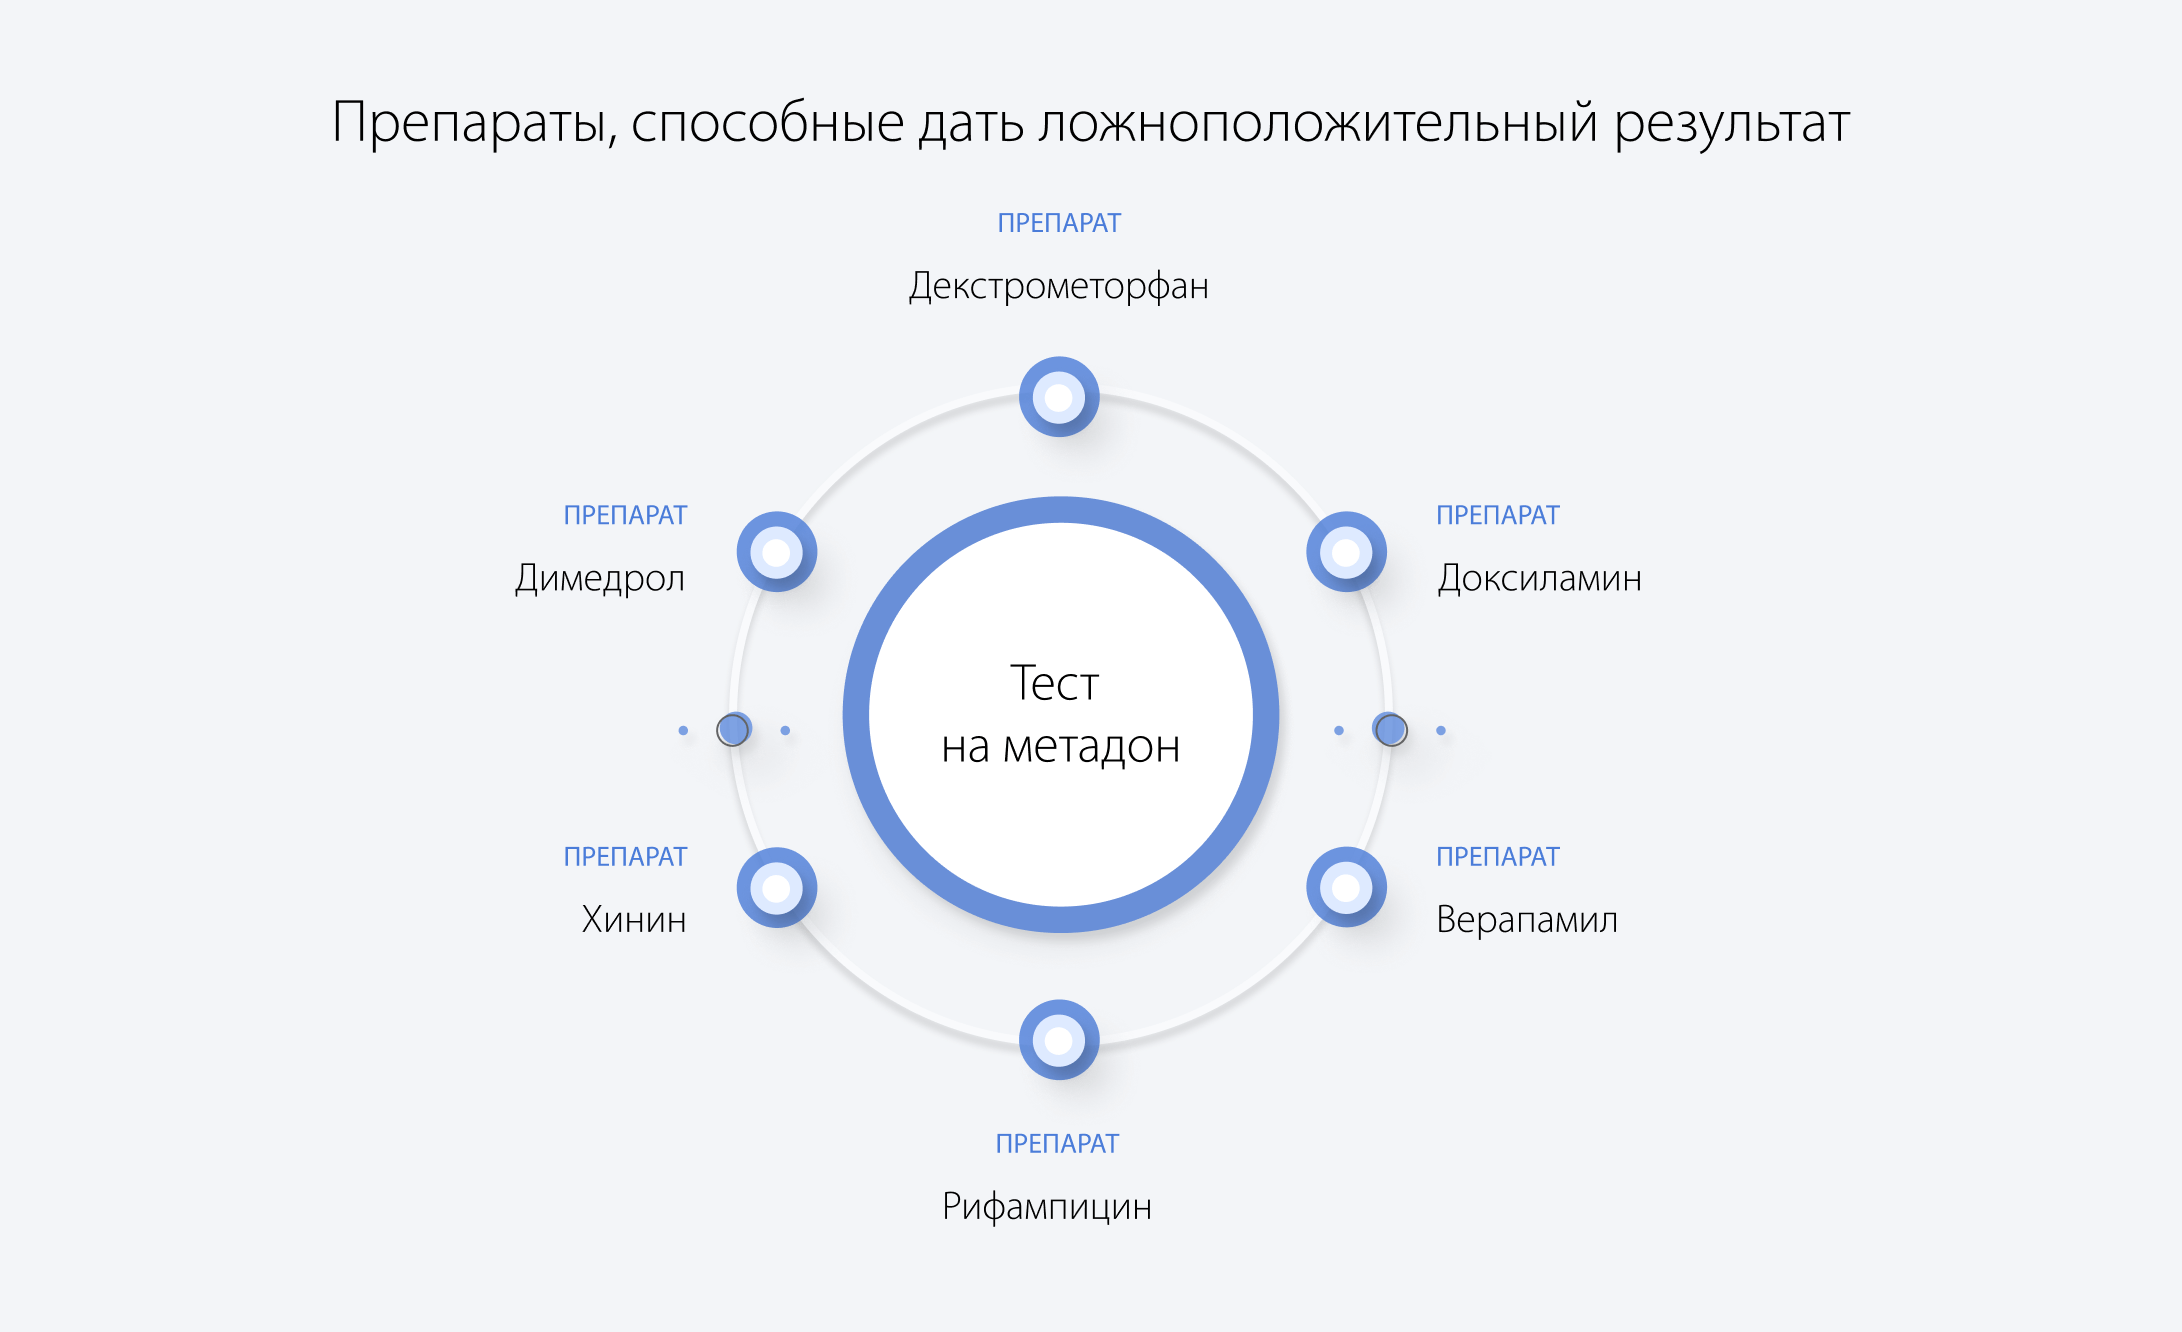 Препараты, способные дать ложноположительный результат
ПРЕПАРАТ
Декстрометорфан
ПРЕПАРАТ
Димедрол
ПРЕПАРАТ
Доксиламин
Тест
на метадон
ПРЕПАРАТ
Хинин
ПРЕПАРАТ
Верапамил
ПРЕПАРАТ
Рифампицин